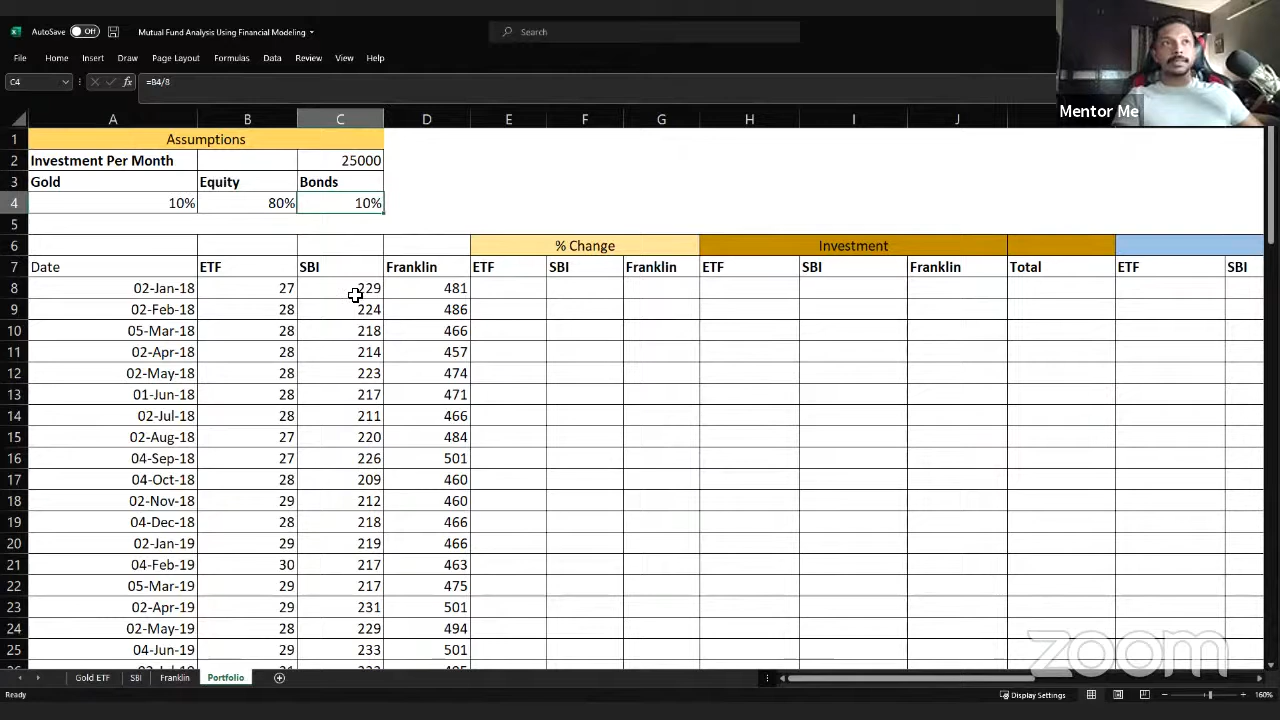 AutoSave Off Mutual Fund Analysis Using Financial Modeling Search
File Home Insert Draw Page Layout Formulas Data Review View Help
C4 fx =B4/8
Mentor Me
A B C D E F G H I J
1 Assumptions
2 Investment Per Month 25000
3 Gold Equity Bonds
4 10% 80% 10%
5
6 % Change Investment
7 Date ETF SBI Franklin ETF SBI Franklin ETF SBI Franklin Total ETF SBI
8 02-Jan-18 27 229 481
9 02-Feb-18 28 224 486
10 05-Mar-18 28 218 466
11 02-Apr-18 28 214 457
12 02-May-18 28 223 474
13 01-Jun-18 28 217 471
14 02-Jul-18 28 211 466
15 02-Aug-18 27 220 484
16 04-Sep-18 27 226 501
17 04-Oct-18 28 209 460
18 02-Nov-18 29 212 460
19 04-Dec-18 28 218 466
20 02-Jan-19 29 219 466
21 04-Feb-19 30 217 463
22 05-Mar-19 29 217 475
23 02-Apr-19 29 231 501
24 02-May-19 28 229 494
25 04-Jun-19 29 233 501
zoom
Gold ETF SBI Franklin Portfolio
Ready Display Settings 160%